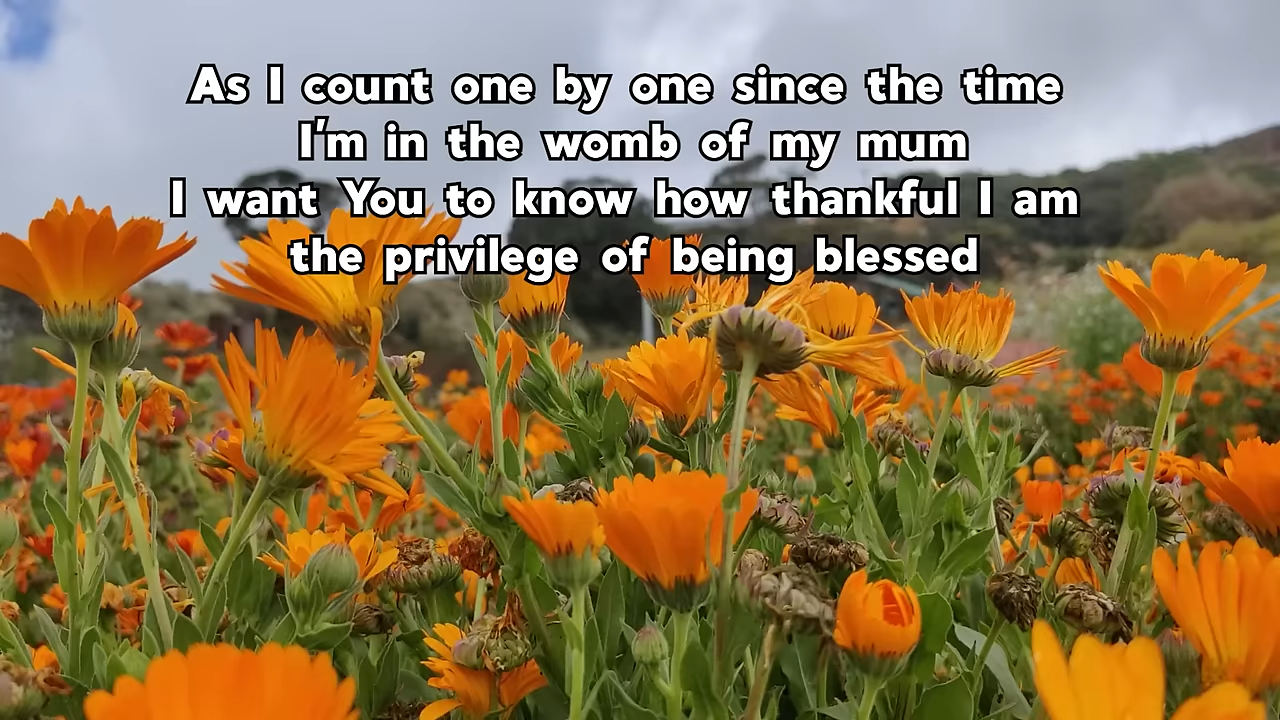 As I count one by one since the time
I'm in the womb of my mum
I want You to know how thankful I am
the privilege of being blessed